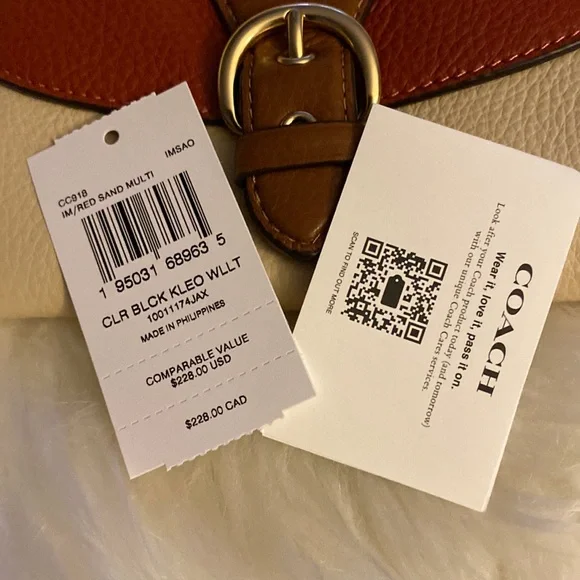 CC918
IMSAO
IM/RED SAND MULTI
1 95031 68963 5
CLR BLCK KLEO WLLT
10011174JAX
MADE IN PHILIPPINES
COMPARABLE VALUE
$228.00 USD
$228.00 CAD
COACH
Wear it, love it, pass it on.
Look after your Coach product today (and tomorrow)
with our unique Coach Cares services.
SCAN TO FIND OUT MORE